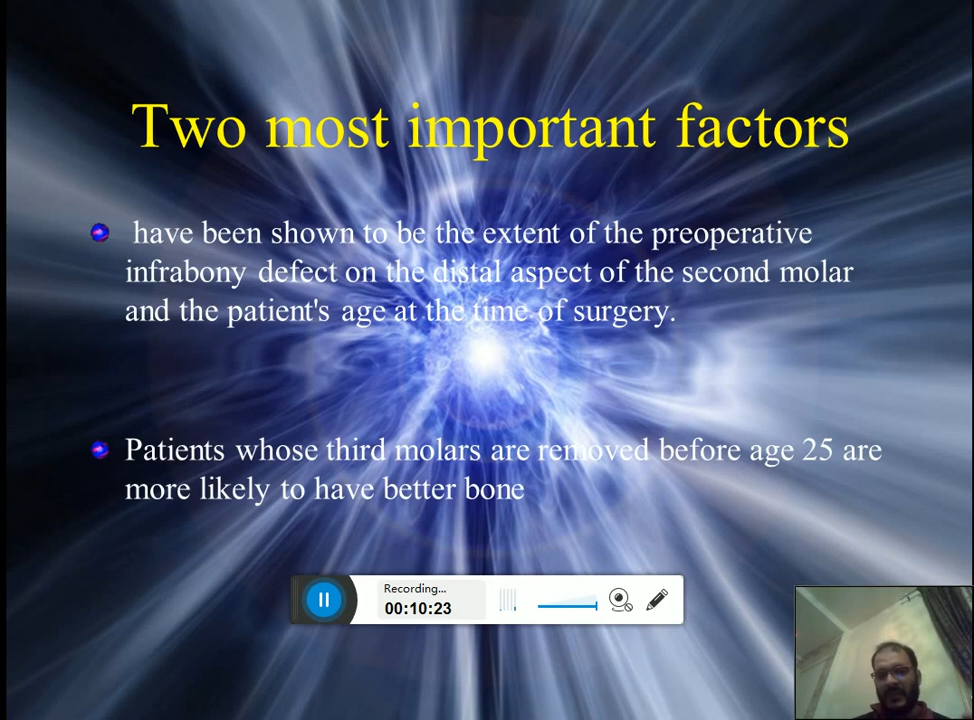 Two most important factors
have been shown to be the extent of the preoperative
infrabony defect on the distal aspect of the second molar
and the patient's age at the time of surgery.
Patients whose third molars are removed before age 25 are
more likely to have better bone
Recording...
00:10:23